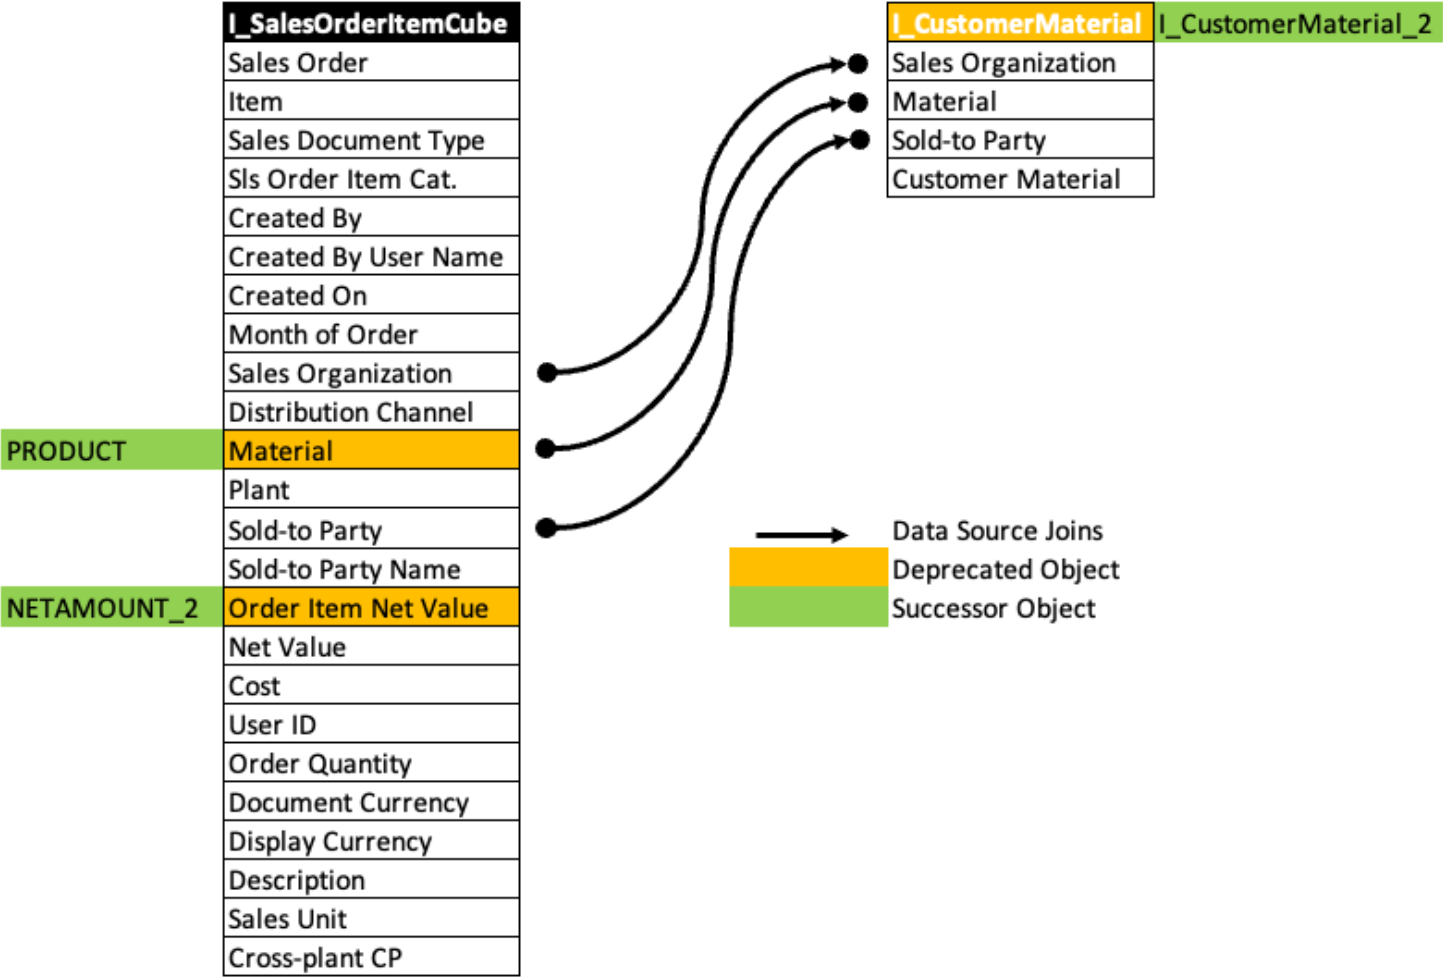 I_SalesOrderItemCube
Sales Order
Item
Sales Document Type
Sls Order Item Cat.
Created By
Created By User Name
Created On
Month of Order
Sales Organization
Distribution Channel
PRODUCT
Material
Plant
Sold-to Party
Sold-to Party Name
NETAMOUNT_2
Order Item Net Value
Net Value
Cost
User ID
Order Quantity
Document Currency
Display Currency
Description
Sales Unit
Cross-plant CP
I_CustomerMaterial
I_CustomerMaterial_2
Sales Organization
Material
Sold-to Party
Customer Material
Data Source Joins
Deprecated Object
Successor Object